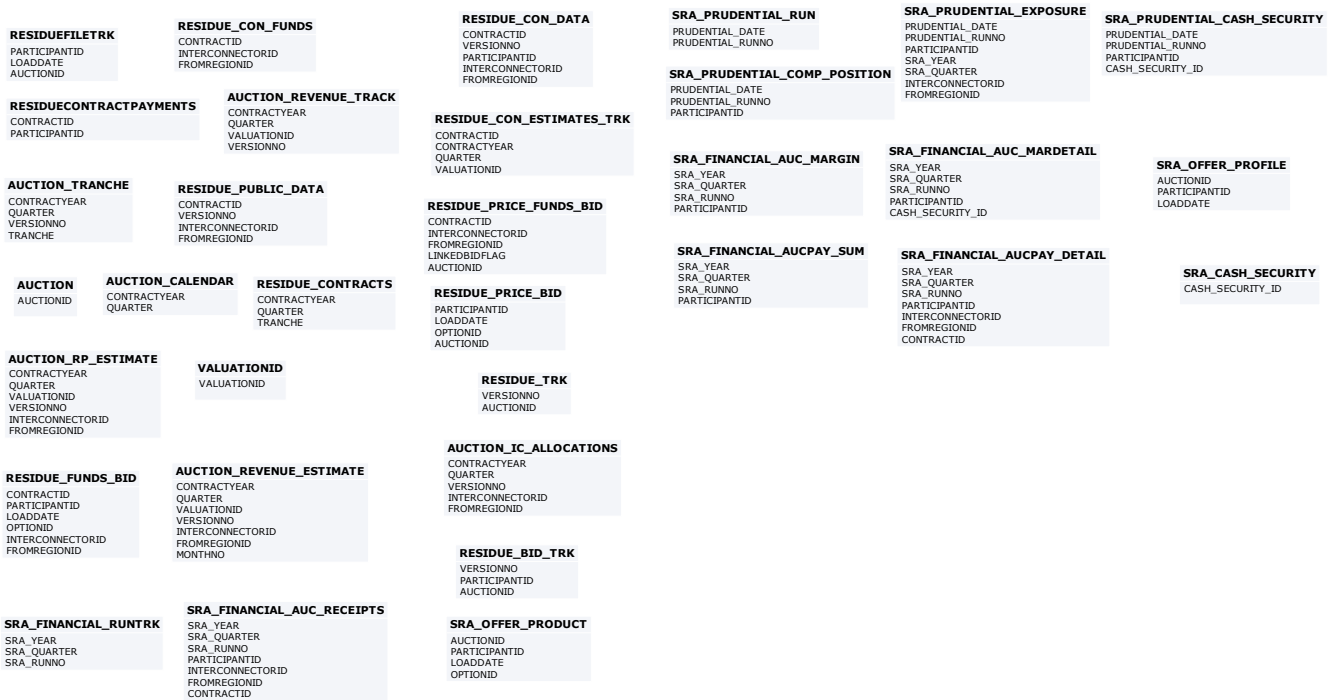 RESIDUEFILETRK
PARTICIPANTID
LOADDATE
AUCTIONID
RESIDUE_CON_FUNDS
CONTRACTID
INTERCONNECTORID
FROMREGIONID
RESIDUE_CON_DATA
CONTRACTID
VERSIONNO
PARTICIPANTID
INTERCONNECTORID
FROMREGIONID
SRA_PRUDENTIAL_RUN
PRUDENTIAL_DATE
PRUDENTIAL_RUNNO
SRA_PRUDENTIAL_EXPOSURE
PRUDENTIAL_DATE
PRUDENTIAL_RUNNO
PARTICIPANTID
SRA_YEAR
SRA_QUARTER
INTERCONNECTORID
FROMREGIONID
SRA_PRUDENTIAL_CASH_SECURITY
PRUDENTIAL_DATE
PRUDENTIAL_RUNNO
PARTICIPANTID
CASH_SECURITY_ID
SRA_PRUDENTIAL_COMP_POSITION
PRUDENTIAL_DATE
PRUDENTIAL_RUNNO
PARTICIPANTID
RESIDUECONTRACTPAYMENTS
CONTRACTID
PARTICIPANTID
AUCTION_REVENUE_TRACK
CONTRACTYEAR
QUARTER
VALUATIONID
VERSIONNO
RESIDUE_CON_ESTIMATES_TRK
CONTRACTID
CONTRACTYEAR
QUARTER
VALUATIONID
SRA_FINANCIAL_AUC_MARGIN
SRA_YEAR
SRA_QUARTER
SRA_RUNNO
PARTICIPANTID
SRA_FINANCIAL_AUC_MARDETAIL
SRA_YEAR
SRA_QUARTER
SRA_RUNNO
PARTICIPANTID
CASH_SECURITY_ID
SRA_OFFER_PROFILE
AUCTIONID
PARTICIPANTID
LOADDATE
AUCTION_TRANCHE
CONTRACTYEAR
QUARTER
VERSIONNO
TRANCHE
RESIDUE_PUBLIC_DATA
CONTRACTID
VERSIONNO
INTERCONNECTORID
FROMREGIONID
RESIDUE_PRICE_FUNDS_BID
CONTRACTID
INTERCONNECTORID
FROMREGIONID
LINKEDBIDFLAG
AUCTIONID
SRA_FINANCIAL_AUCPAY_SUM
SRA_YEAR
SRA_QUARTER
SRA_RUNNO
PARTICIPANTID
SRA_FINANCIAL_AUCPAY_DETAIL
SRA_YEAR
SRA_QUARTER
SRA_RUNNO
PARTICIPANTID
INTERCONNECTORID
FROMREGIONID
CONTRACTID
SRA_CASH_SECURITY
CASH_SECURITY_ID
AUCTION
AUCTIONID
AUCTION_CALENDAR
CONTRACTYEAR
QUARTER
RESIDUE_CONTRACTS
CONTRACTYEAR
QUARTER
TRANCHE
RESIDUE_PRICE_BID
PARTICIPANTID
LOADDATE
OPTIONID
AUCTIONID
AUCTION_RP_ESTIMATE
CONTRACTYEAR
QUARTER
VALUATIONID
VERSIONNO
INTERCONNECTORID
FROMREGIONID
VALUATIONID
VALUATIONID
RESIDUE_TRK
VERSIONNO
AUCTIONID
AUCTION_IC_ALLOCATIONS
CONTRACTYEAR
QUARTER
VERSIONNO
INTERCONNECTORID
FROMREGIONID
RESIDUE_FUNDS_BID
CONTRACTID
PARTICIPANTID
LOADDATE
OPTIONID
INTERCONNECTORID
FROMREGIONID
AUCTION_REVENUE_ESTIMATE
CONTRACTYEAR
QUARTER
VALUATIONID
VERSIONNO
INTERCONNECTORID
FROMREGIONID
MONTHNO
RESIDUE_BID_TRK
VERSIONNO
PARTICIPANTID
AUCTIONID
SRA_FINANCIAL_RUNTRK
SRA_YEAR
SRA_QUARTER
SRA_RUNNO
SRA_FINANCIAL_AUC_RECEIPTS
SRA_YEAR
SRA_QUARTER
SRA_RUNNO
PARTICIPANTID
INTERCONNECTORID
FROMREGIONID
CONTRACTID
SRA_OFFER_PRODUCT
AUCTIONID
PARTICIPANTID
LOADDATE
OPTIONID